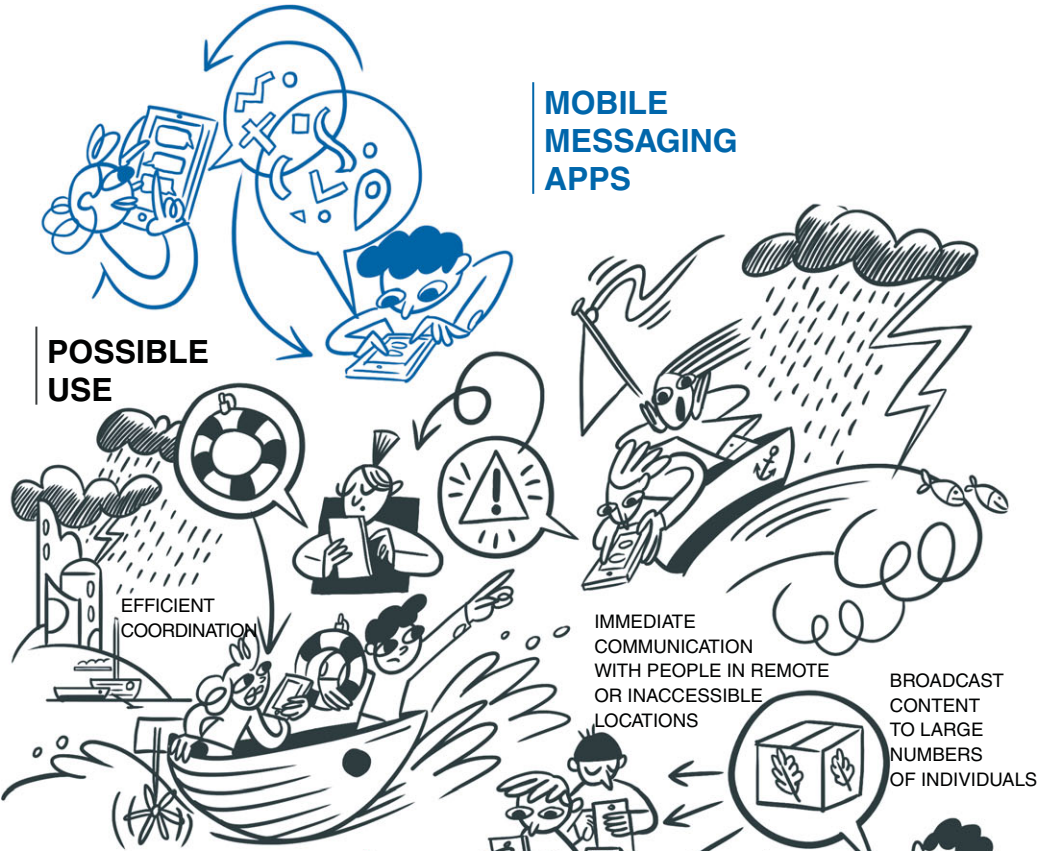 MOBILE
MESSAGING
APPS
POSSIBLE
USE
EFFICIENT
COORDINATION
IMMEDIATE
COMMUNICATION
WITH PEOPLE IN REMOTE
OR INACCESSIBLE
LOCATIONS
BROADCAST
CONTENT
TO LARGE
NUMBERS
OF INDIVIDUALS